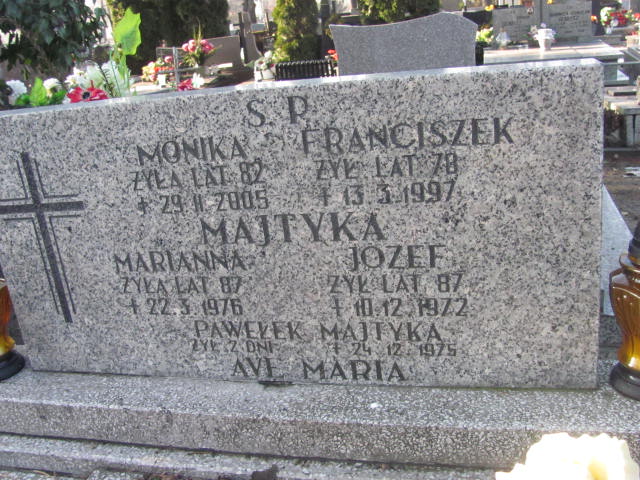 Ś. P.
MONIKA FRANCISZEK
ŻYŁA LAT 82 ŻYŁ LAT 78
+ 29 11 2005 + 13.3.1997
MAJTYKA
MARIANNA JÓZEF
ŻYŁA LAT 87 ŻYŁ LAT 87
+ 22.3.1976 + 10.12.1972
PAWEŁEK MAJTYKA
ŻYŁ 2 DNI + 24.12.1975
AVE MARIA